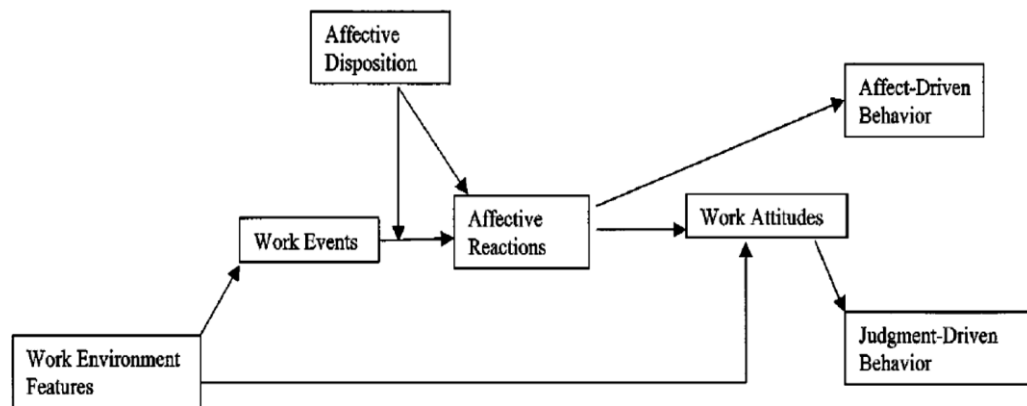 Affective
Disposition
Affect-Driven
Behavior
Affective
Reactions
Work Attitudes
Work Events
Work Environment
Features
Judgment-Driven
Behavior